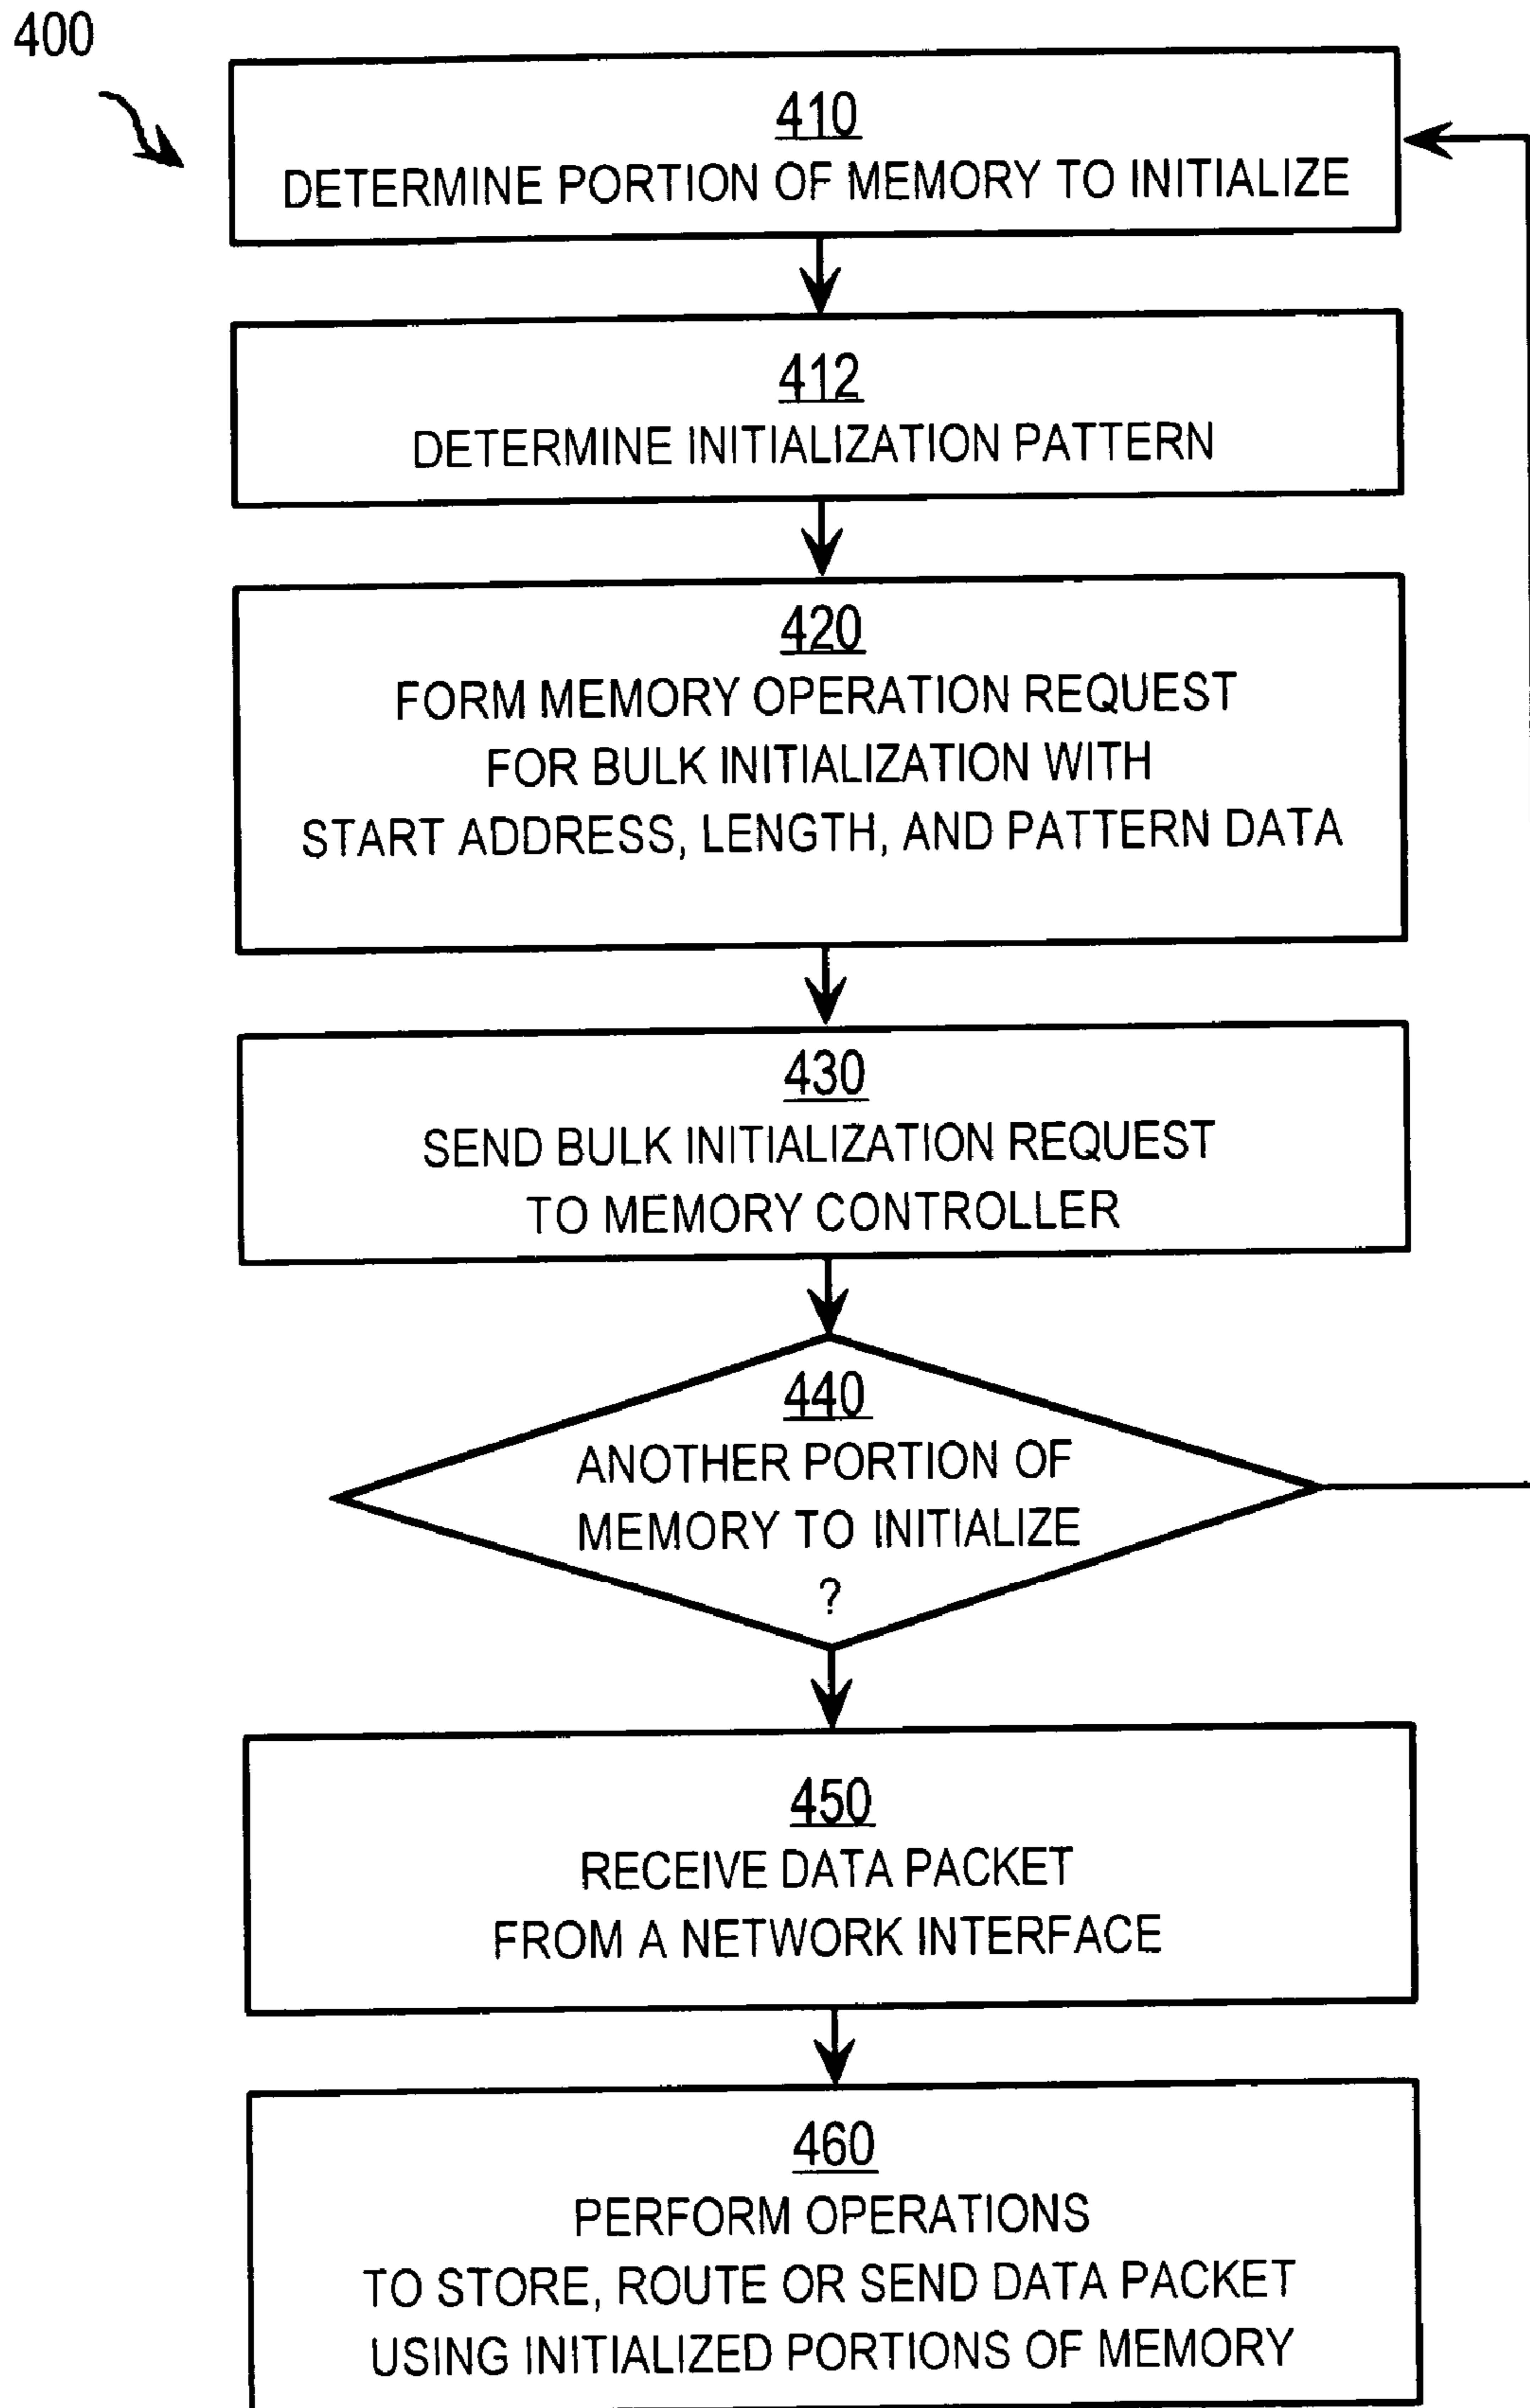 400
410
DETERMINE PORTION OF MEMORY TO INITIALIZE
412
DETERMINE INITIALIZATION PATTERN
420
FORM MEMORY OPERATION REQUEST
FOR BULK INITIALIZATION WITH
START ADDRESS, LENGTH, AND PATTERN DATA
430
SEND BULK INITIALIZATION REQUEST
TO MEMORY CONTROLLER
440
ANOTHER PORTION OF
MEMORY TO INITIALIZE
?
450
RECEIVE DATA PACKET
FROM A NETWORK INTERFACE
460
PERFORM OPERATIONS
TO STORE, ROUTE OR SEND DATA PACKET
USING INITIALIZED PORTIONS OF MEMORY